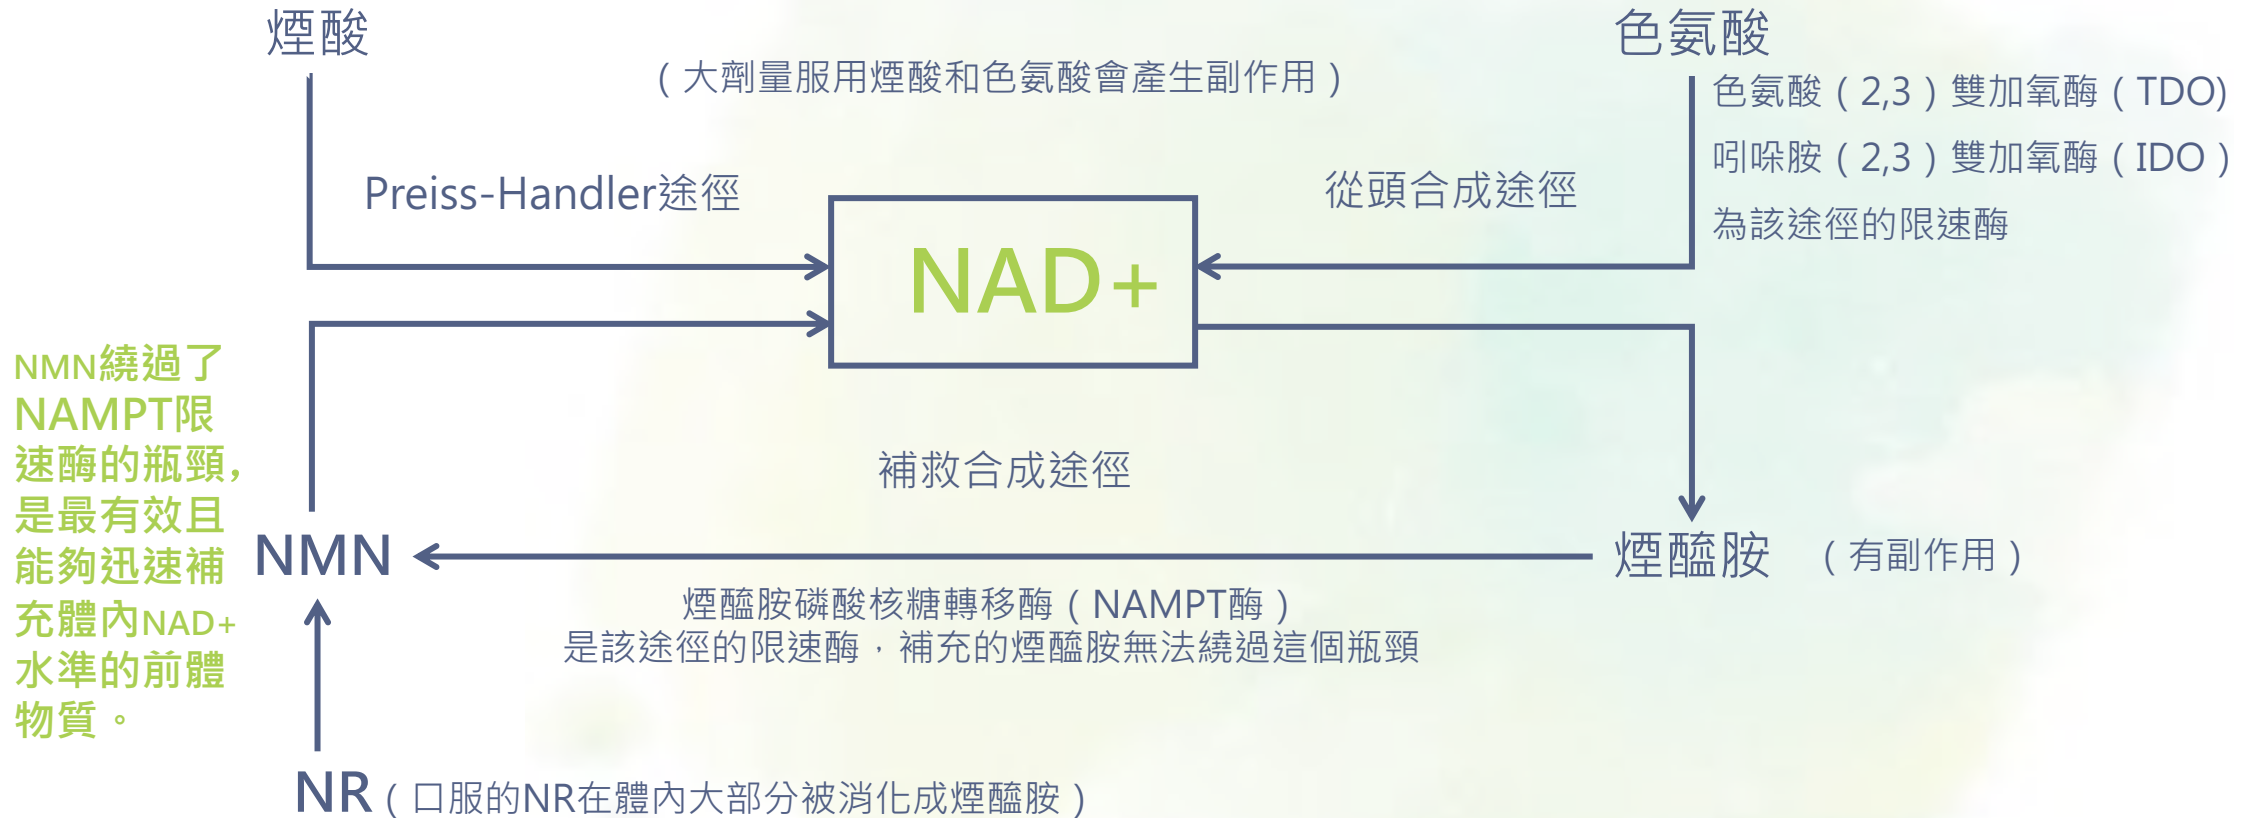 煙酸
色氨酸
（大劑量服用煙酸和色氨酸會產生副作用）
色氨酸（2,3）雙加氧酶（TDO)
吲哚胺（2,3）雙加氧酶（IDO）
為該途徑的限速酶
Preiss-Handler途徑
從頭合成途徑
NAD+
NMN繞過了
NAMPT限
速酶的瓶頸，
是最有效且
能夠迅速補
充體內NAD+
水準的前體
物質。
補救合成途徑
NMN
煙醯胺
（有副作用）
煙醯胺磷酸核糖轉移酶（NAMPT酶）
是該途徑的限速酶，補充的煙醯胺無法繞過這個瓶頸
NR（口服的NR在體內大部分被消化成煙醯胺）